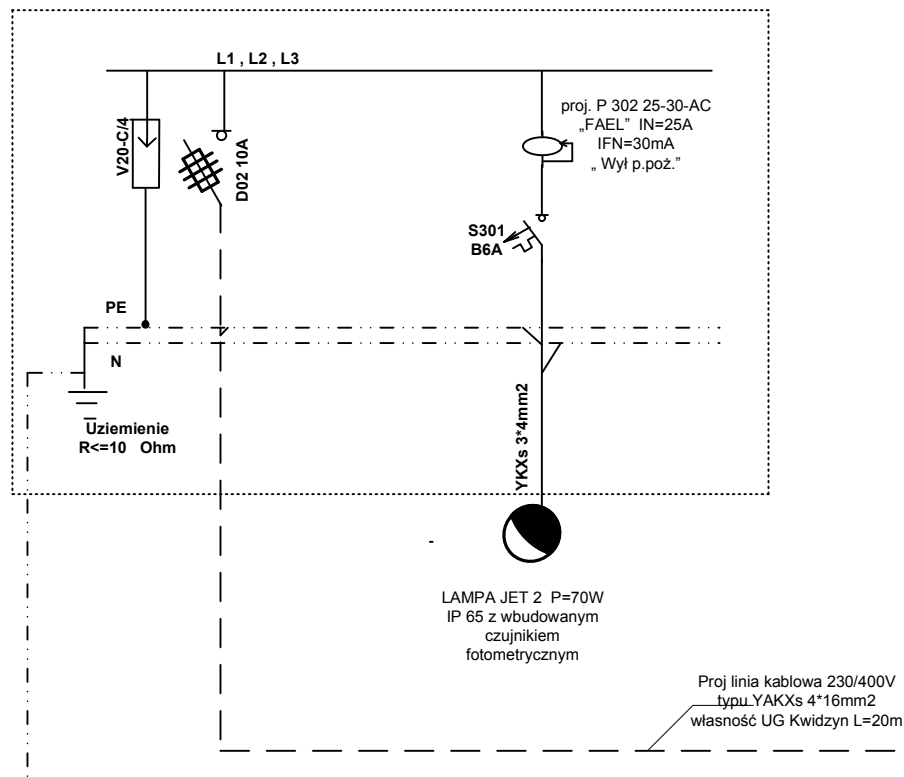 L1 , L2 , L3
V20-C/4
D02 10A
proj. P 302 25-30-AC
„FAEL” IN=25A
IFN=30mA
„ Wył p.poż.”
S301
B6A
PE
N
Uziemienie
R<=10 Ohm
YKXs 3*4mm2
LAMPA JET 2 P=70W
IP 65 z wbudowanym
czujnikiem
fotometrycznym
Proj linia kablowa 230/400V
typu YAKXs 4*16mm2
własność UG Kwidzyn L=20m